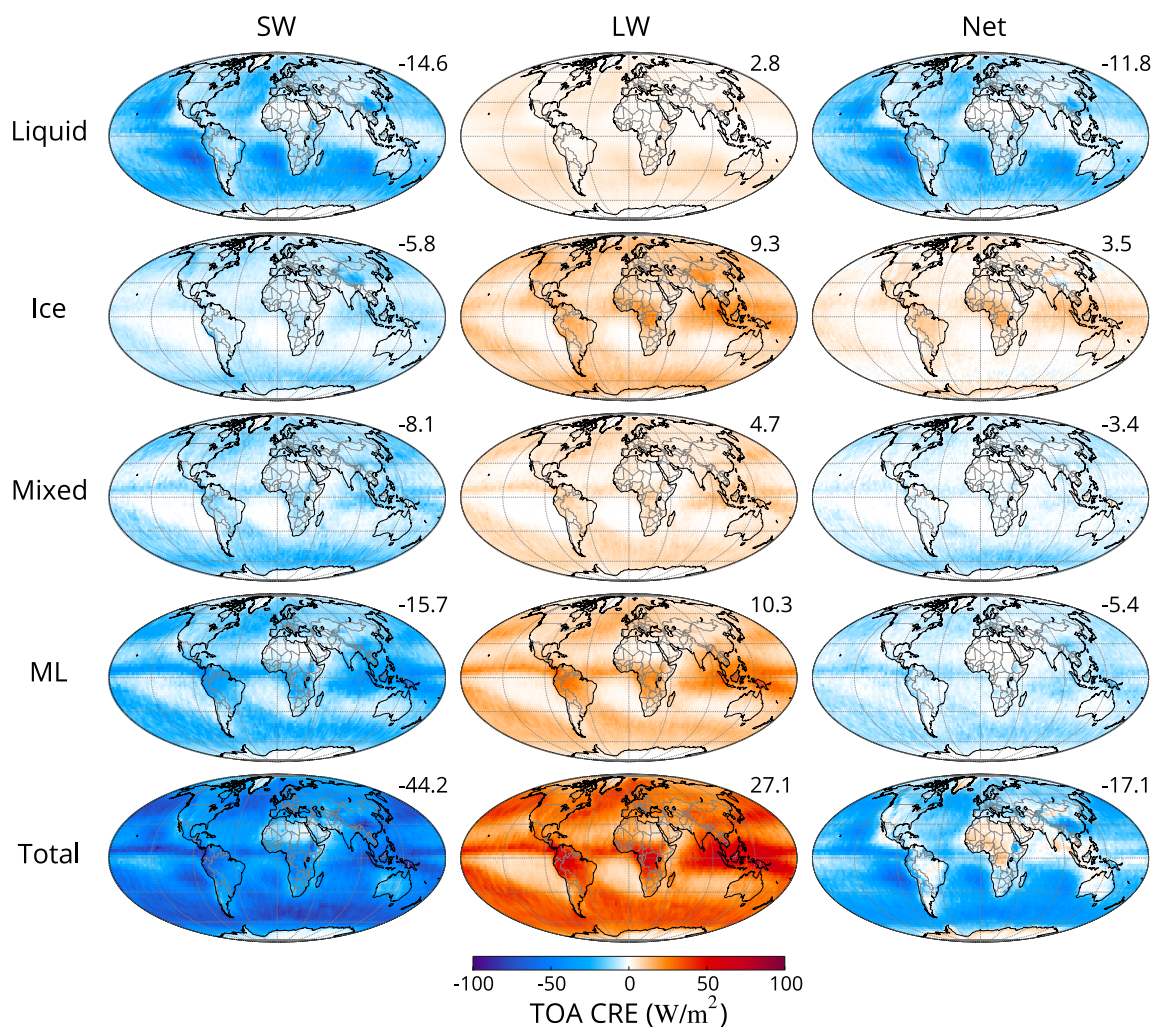 SW LW Net
-14.6 2.8 -11.8
Liquid
-5.8 9.3 3.5
Ice
-8.1 4.7 -3.4
Mixed
-15.7 10.3 -5.4
ML
-44.2 27.1 -17.1
Total
-100 -50 0 50 100
TOA CRE (W/m²)